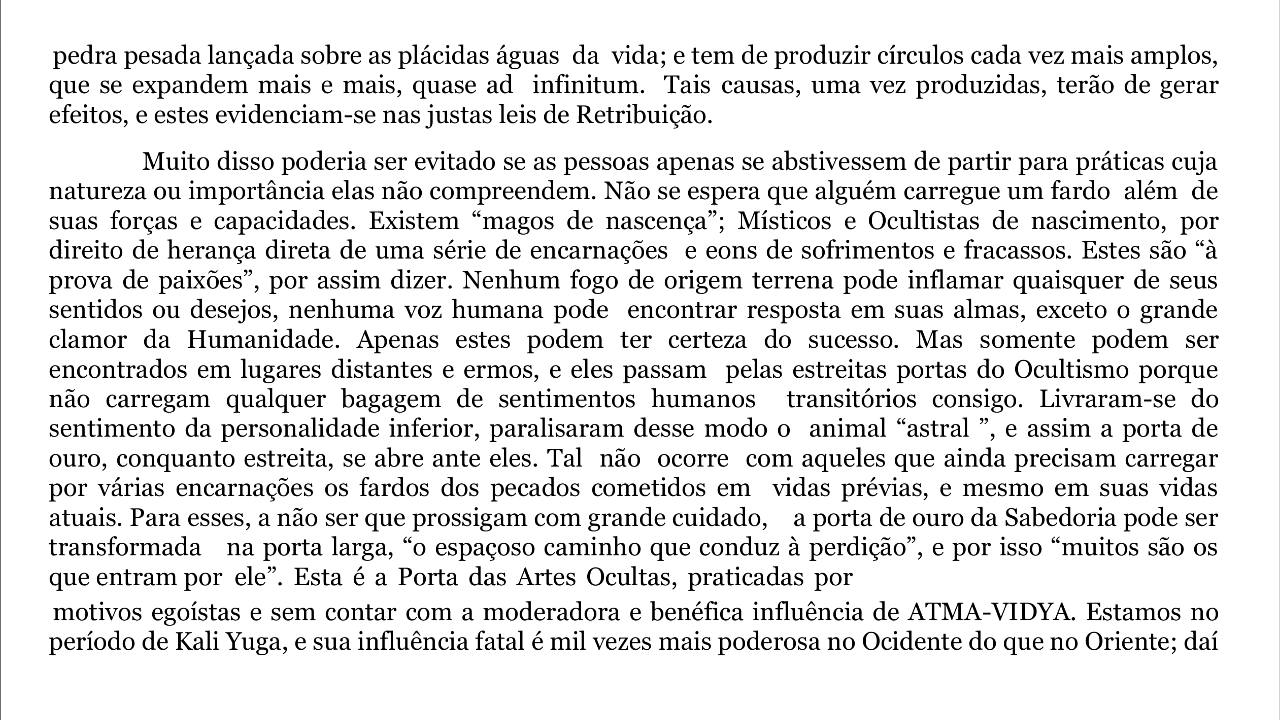 pedra pesada lançada sobre as plácidas águas da vida; e tem de produzir círculos cada vez mais amplos,
que se expandem mais e mais, quase ad infinitum. Tais causas, uma vez produzidas, terão de gerar
efeitos, e estes evidenciam-se nas justas leis de Retribuição.
Muito disso poderia ser evitado se as pessoas apenas se abstivessem de partir para práticas cuja
natureza ou importância elas não compreendem. Não se espera que alguém carregue um fardo além de
suas forças e capacidades. Existem “magos de nascença”; Místicos e Ocultistas de nascimento, por
direito de herança direta de uma série de encarnações e eons de sofrimentos e fracassos. Estes são “à
prova de paixões”, por assim dizer. Nenhum fogo de origem terrena pode inflamar quaisquer de seus
sentidos ou desejos, nenhuma voz humana pode encontrar resposta em suas almas, exceto o grande
clamor da Humanidade. Apenas estes podem ter certeza do sucesso. Mas somente podem ser
encontrados em lugares distantes e ermos, e eles passam pelas estreitas portas do Ocultismo porque
não carregam qualquer bagagem de sentimentos humanos transitórios consigo. Livraram-se do
sentimento da personalidade inferior, paralisaram desse modo o animal “astral ”, e assim a porta de
ouro, conquanto estreita, se abre ante eles. Tal não ocorre com aqueles que ainda precisam carregar
por várias encarnações os fardos dos pecados cometidos em vidas prévias, e mesmo em suas vidas
atuais. Para esses, a não ser que prossigam com grande cuidado, a porta de ouro da Sabedoria pode ser
transformada na porta larga, “o espaçoso caminho que conduz à perdição”, e por isso “muitos são os
que entram por ele”. Esta é a Porta das Artes Ocultas, praticadas por
motivos egoístas e sem contar com a moderadora e benéfica influência de ATMA-VIDYA. Estamos no
período de Kali Yuga, e sua influência fatal é mil vezes mais poderosa no Ocidente do que no Oriente; daí